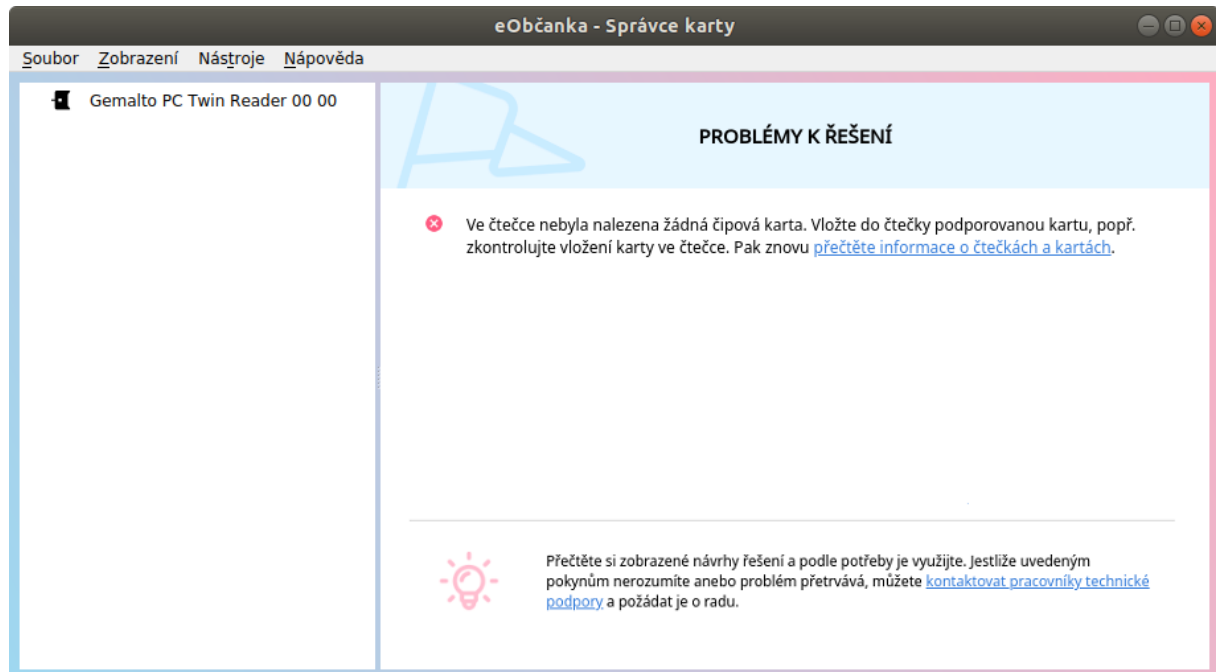 eObčanka - Správce karty
Soubor Zobrazení Nástroje Nápověda
Gemalto PC Twin Reader 00 00
PROBLÉMY K ŘEŠENÍ
Ve čtečce nebyla nalezena žádná čipová karta. Vložte do čtečky podporovanou kartu, popř.
zkontrolujte vložení karty ve čtečce. Pak znovu přečtěte informace o čtečkách a kartách.
Přečtěte si zobrazené návrhy řešení a podle potřeby je využijte. Jestliže uvedeným
pokynům nerozumíte anebo problém přetrvává, můžete kontaktovat pracovníky technické
podpory a požádat je o radu.